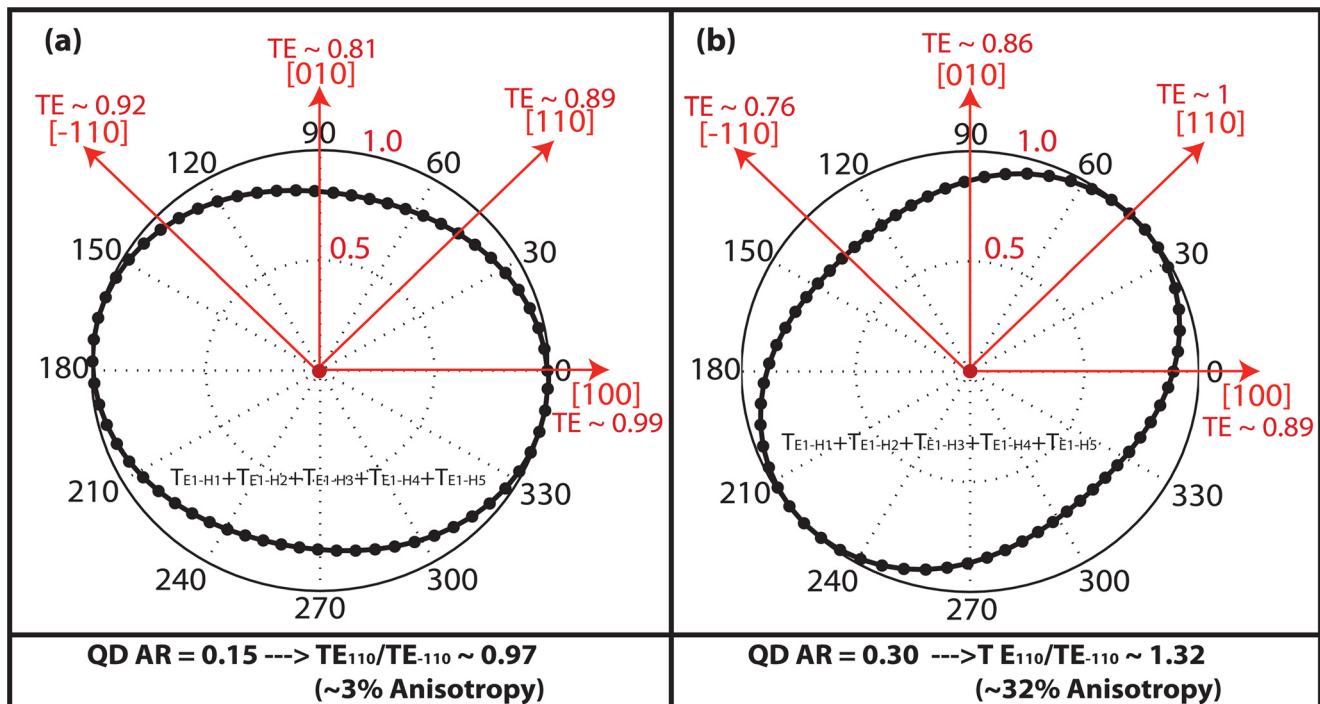 (a)
TE ~ 0.81
[010]
TE ~ 0.92
[-110]
TE ~ 0.89
[110]
90
1.0
120
60
150
0.5
30
180
0
[100]
TE ~ 0.99
TE1-H1+TE1-H2+TE1-H3+TE1-H4+TE1-H5
210
330
240
300
270
QD AR = 0.15 ---> TE110/TE-110 ~ 0.97
(~3% Anisotropy)
(b)
TE ~ 0.86
[010]
TE ~ 0.76
[-110]
TE ~ 1
[110]
90
1.0
120
60
150
0.5
30
180
0
[100]
TE ~ 0.89
TE1-H1+TE1-H2+TE1-H3+TE1-H4+TE1-H5
210
330
240
300
270
QD AR = 0.30 --->T E110/TE-110 ~ 1.32
(~32% Anisotropy)